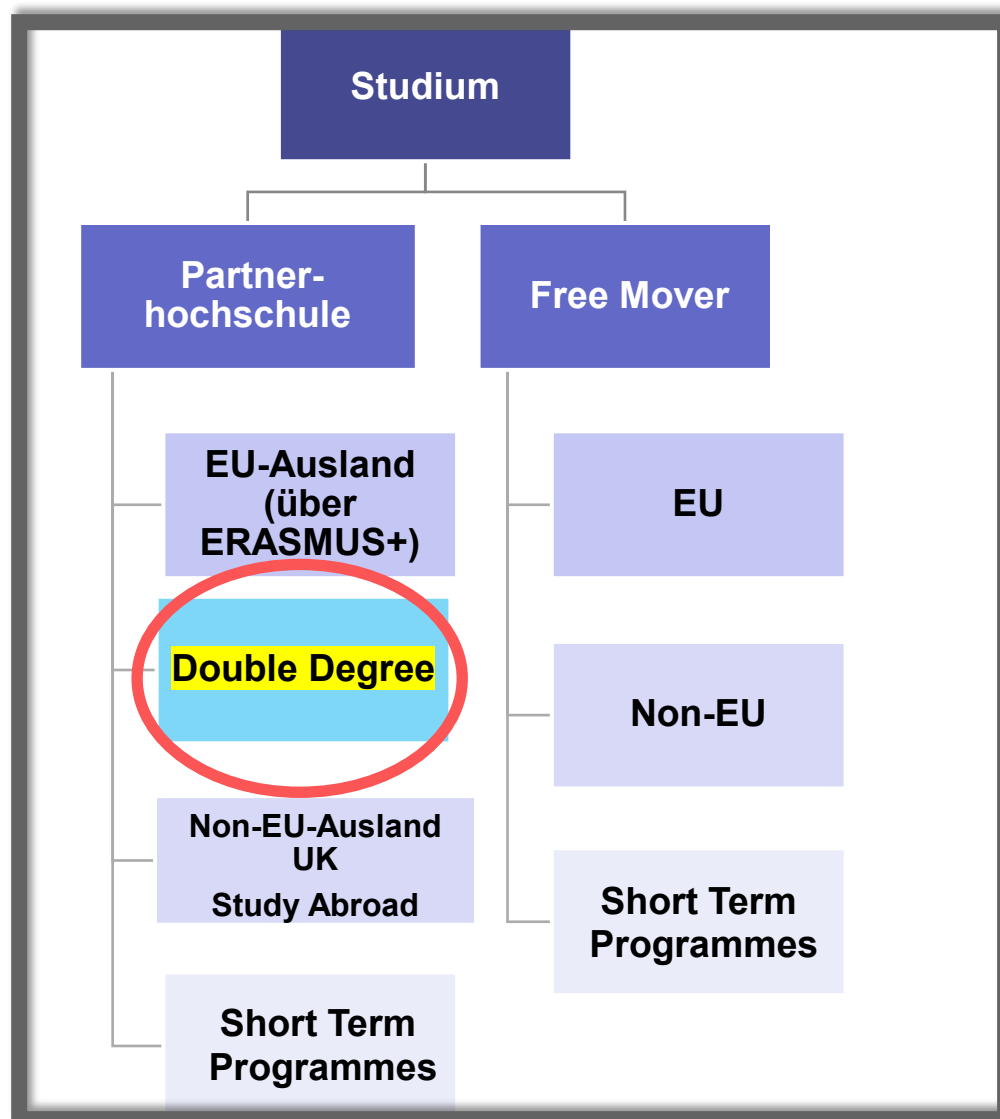 Studium
Partner-
hochschule
Free Mover
EU-Ausland
(über
ERASMUS+)
Double Degree
Non-EU-Ausland
UK
Study Abroad
Short Term
Programmes
EU
Non-EU
Short Term
Programmes